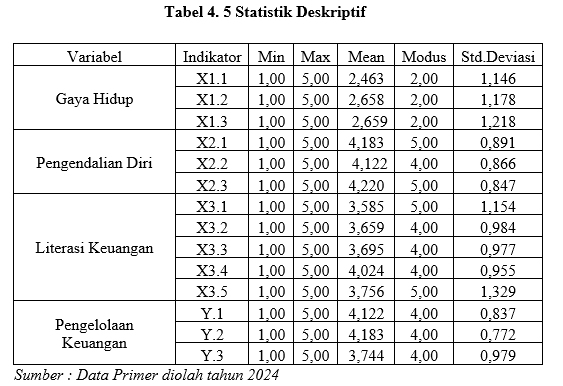 Tabel 4. 5 Statistik Deskriptif
Variabel Indikator Min Max Mean Modus Std.Deviasi
Gaya Hidup
X1.1 1,00 5,00 2,463 2,00 1,146
X1.2 1,00 5,00 2,658 2,00 1,178
X1.3 1,00 5,00 2,659 2,00 1,218
Pengendalian Diri
X2.1 1,00 5,00 4,183 5,00 0,891
X2.2 1,00 5,00 4,122 4,00 0,866
X2.3 1,00 5,00 4,220 5,00 0,847
Literasi Keuangan
X3.1 1,00 5,00 3,585 5,00 1,154
X3.2 1,00 5,00 3,659 4,00 0,984
X3.3 1,00 5,00 3,695 4,00 0,977
X3.4 1,00 5,00 4,024 4,00 0,955
X3.5 1,00 5,00 3,756 5,00 1,329
Pengelolaan
Keuangan
Y.1 1,00 5,00 4,122 4,00 0,837
Y.2 1,00 5,00 4,183 4,00 0,772
Y.3 1,00 5,00 3,744 4,00 0,979
Sumber : Data Primer diolah tahun 2024